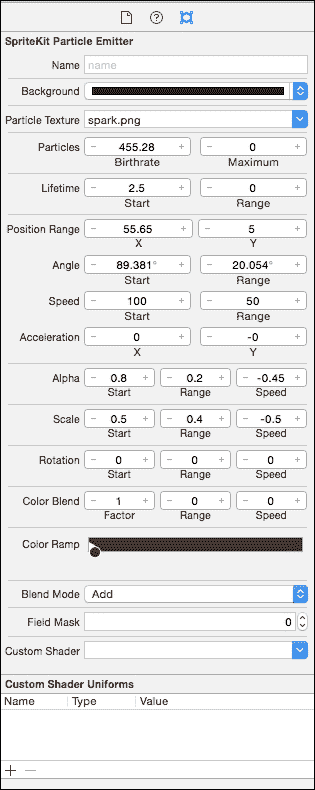 SpriteKit Particle Emitter
Name name
Background
Particle Texture spark.png
Particles − 455.28 + − 0 +
Birthrate Maximum
Lifetime − 2.5 + − 0 +
Start Range
Position Range − 55.65 + − 5 +
X Y
Angle − 89.381° + − 20.054° +
Start Range
Speed − 100 + − 50 +
Start Range
Acceleration − 0 + − -0 +
X Y
Alpha − 0.8 + − 0.2 + − -0.45 +
Start Range Speed
Scale − 0.5 + − 0.4 + − -0.5 +
Start Range Speed
Rotation − 0 + − 0 + − 0 +
Start Range Speed
Color Blend − 1 + − 0 + − 0 +
Factor Range Speed
Color Ramp
Blend Mode Add
Field Mask 0
Custom Shader
Custom Shader Uniforms
Name Type Value
+ −